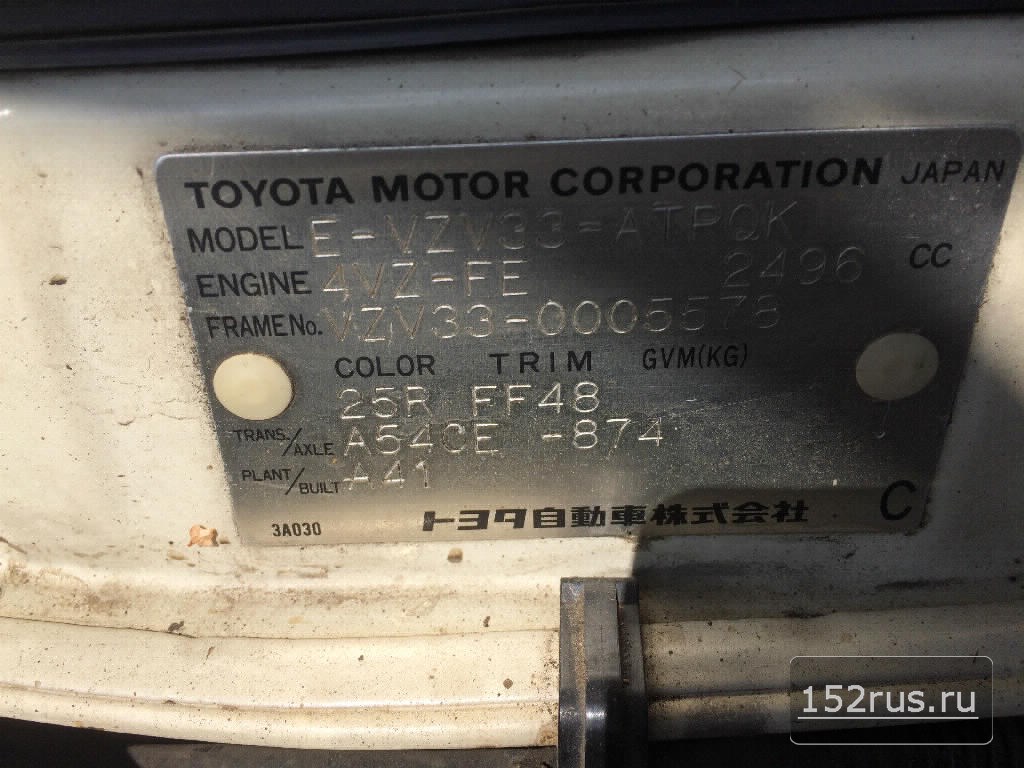 TOYOTA MOTOR CORPORATION JAPAN
MODEL E-VZV33-ATPQK
ENGINE 4VZ-FE 2496 CC
FRAME No. VZV33-0005578
COLOR TRIM GVM(KG)
25R FF48
TRANS./AXLE A540E -874
PLANT/BUILT A41
3A030 トヨタ自動車株式会社 C
152rus.ru